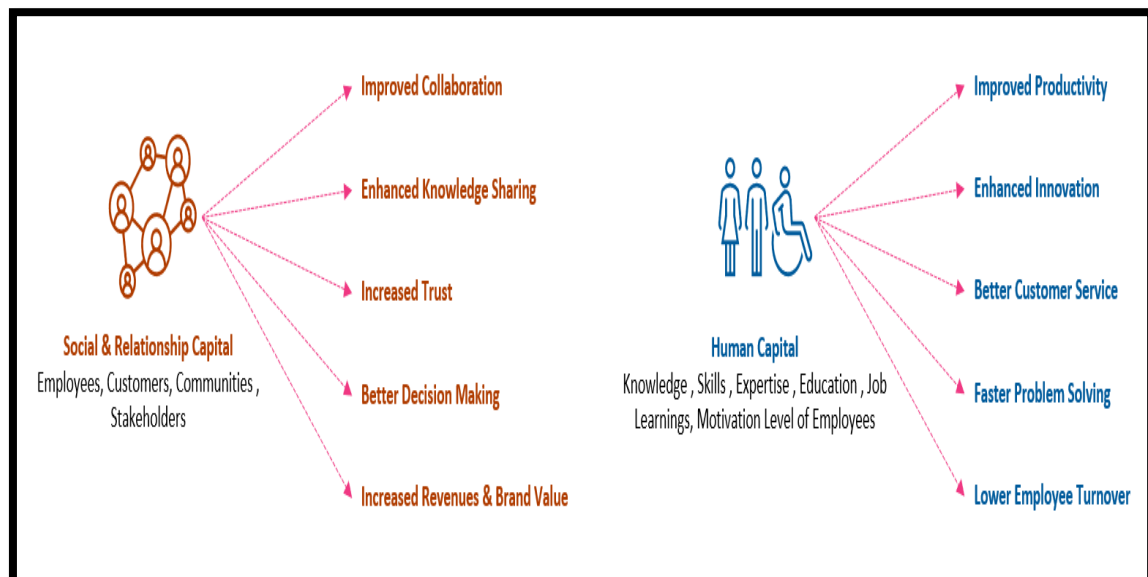 Social & Relationship Capital
Employees, Customers, Communities ,
Stakeholders
Improved Collaboration
Enhanced Knowledge Sharing
Increased Trust
Better Decision Making
Increased Revenues & Brand Value
Human Capital
Knowledge , Skills , Expertise , Education , Job
Learnings, Motivation Level of Employees
Improved Productivity
Enhanced Innovation
Better Customer Service
Faster Problem Solving
Lower Employee Turnover